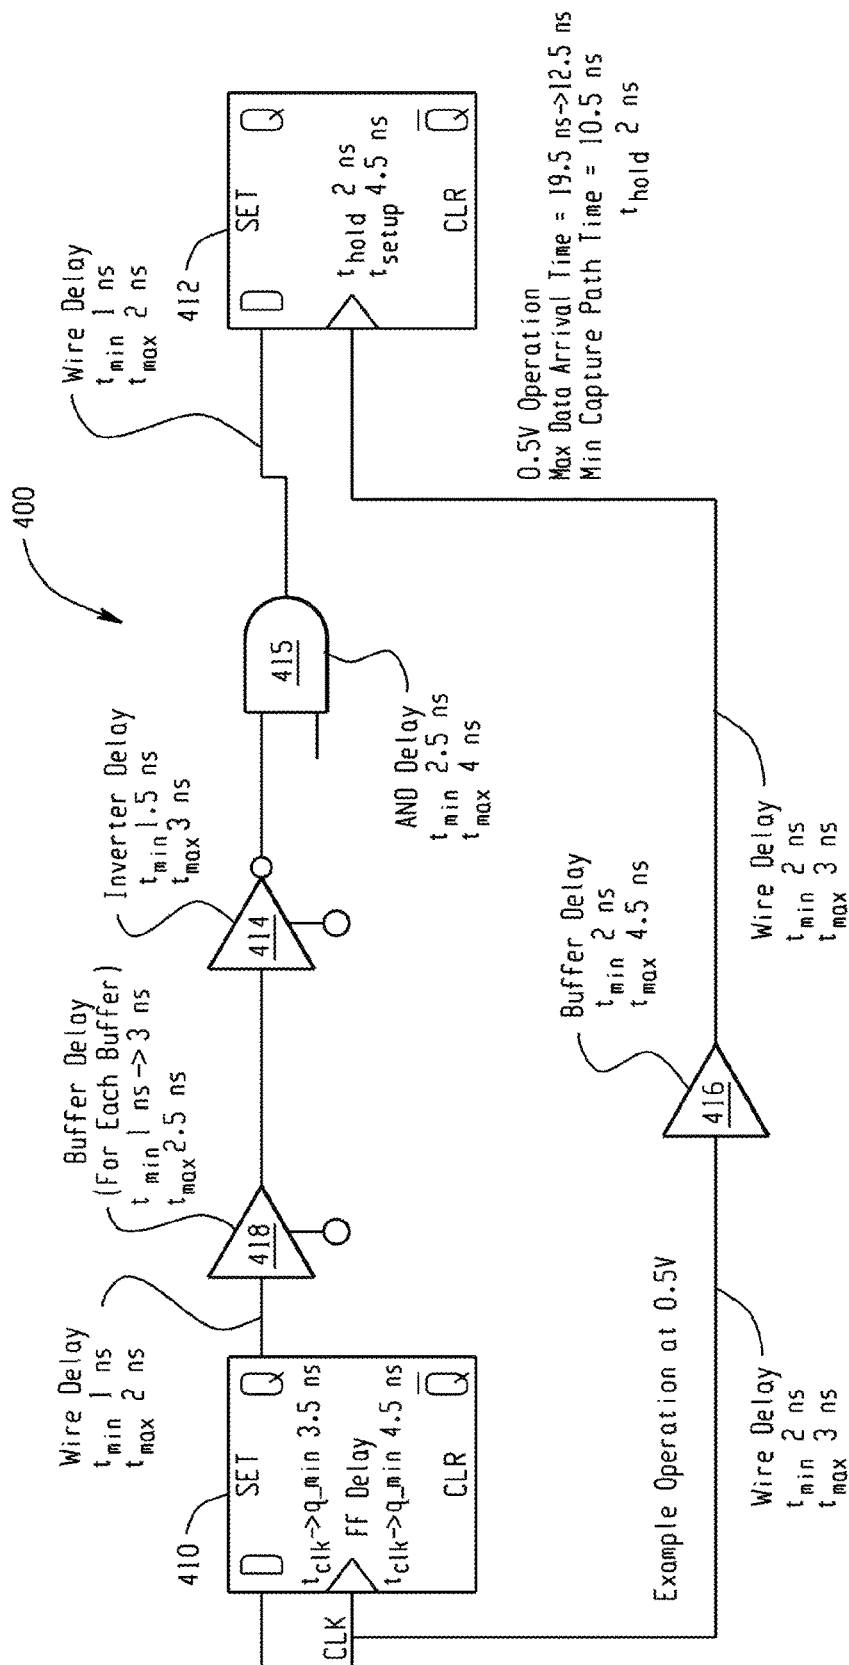 400
Wire Delay
t_min 1 ns
t_max 2 ns
410
D
SET
Q
t_clk->q_min 3.5 ns
FF Delay
t_clk->q_min 4.5 ns
CLK
CLR
Q̅
Buffer Delay
(For Each Buffer)
t_min 1 ns->3 ns
t_max 2.5 ns
418
Inverter Delay
t_min 1.5 ns
t_max 3 ns
414
415
AND Delay
t_min 2.5 ns
t_max 4 ns
Wire Delay
t_min 1 ns
t_max 2 ns
412
D
SET
Q
t_hold 2 ns
t_setup 4.5 ns
CLR
Q̅
Example Operation at 0.5V
Wire Delay
t_min 2 ns
t_max 3 ns
Buffer Delay
t_min 2 ns
t_max 4.5 ns
416
Wire Delay
t_min 2 ns
t_max 3 ns
0.5V Operation
Max Data Arrival Time = 19.5 ns->12.5 ns
Min Capture Path Time = 10.5 ns
t_hold 2 ns